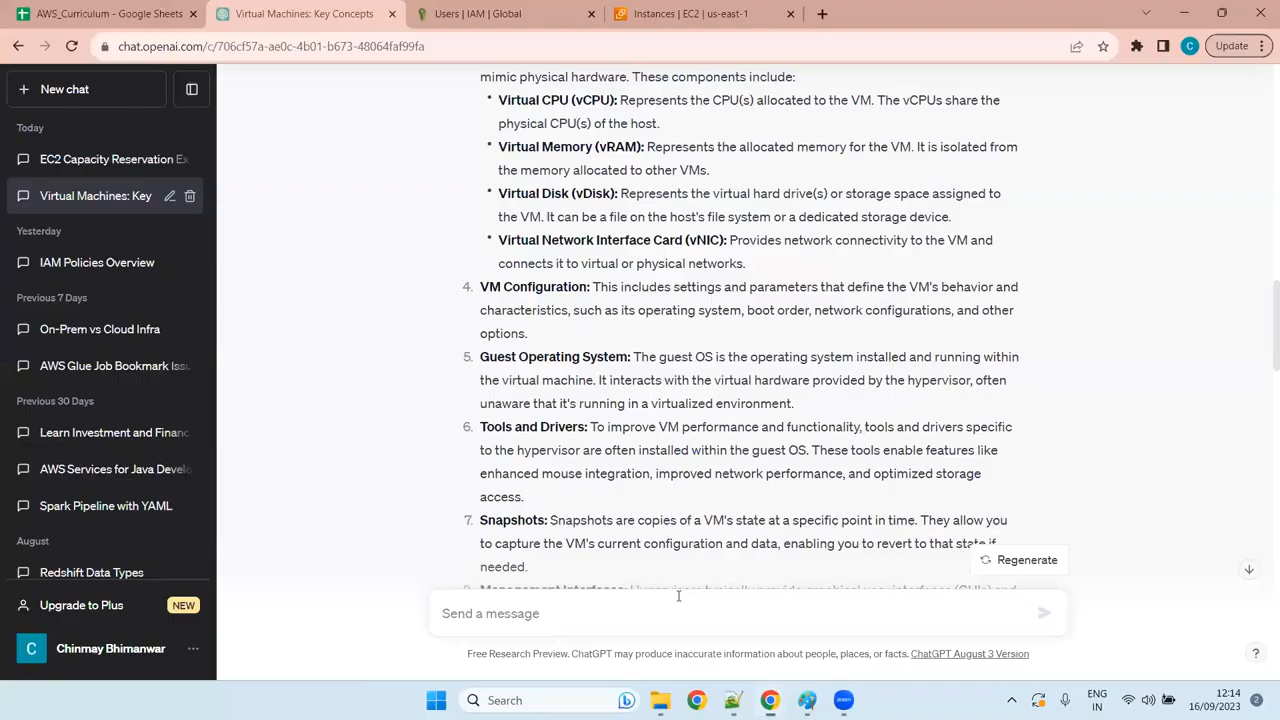 AWS_Curriculum - Google Sheets
Virtual Machines: Key Concepts
Users | IAM | Global
Instances | EC2 | us-east-1
chat.openai.com/c/706cf57a-ae0c-4b01-b673-48064faf99fa
C
Update
New chat
Today
EC2 Capacity Reservation Ex
Virtual Machines: Key
Yesterday
IAM Policies Overview
Previous 7 Days
On-Prem vs Cloud Infra
AWS Glue Job Bookmark Issu
Previous 30 Days
Learn Investment and Financ
AWS Services for Java Develo
Spark Pipeline with YAML
August
Redshift Data Types
Upgrade to Plus
NEW
C
Chinmay Bhimanwar
mimic physical hardware. These components include:
• Virtual CPU (vCPU): Represents the CPU(s) allocated to the VM. The vCPUs share the
physical CPU(s) of the host.
• Virtual Memory (vRAM): Represents the allocated memory for the VM. It is isolated from
the memory allocated to other VMs.
• Virtual Disk (vDisk): Represents the virtual hard drive(s) or storage space assigned to
the VM. It can be a file on the host's file system or a dedicated storage device.
• Virtual Network Interface Card (vNIC): Provides network connectivity to the VM and
connects it to virtual or physical networks.
4. VM Configuration: This includes settings and parameters that define the VM's behavior and
characteristics, such as its operating system, boot order, network configurations, and other
options.
5. Guest Operating System: The guest OS is the operating system installed and running within
the virtual machine. It interacts with the virtual hardware provided by the hypervisor, often
unaware that it's running in a virtualized environment.
6. Tools and Drivers: To improve VM performance and functionality, tools and drivers specific
to the hypervisor are often installed within the guest OS. These tools enable features like
enhanced mouse integration, improved network performance, and optimized storage
access.
7. Snapshots: Snapshots are copies of a VM's state at a specific point in time. They allow you
to capture the VM's current configuration and data, enabling you to revert to that state if
needed.
Regenerate
Send a message
Free Research Preview. ChatGPT may produce inaccurate information about people, places, or facts. ChatGPT August 3 Version
?
Search
zoom
ENG
IN
12:14
16/09/2023
2